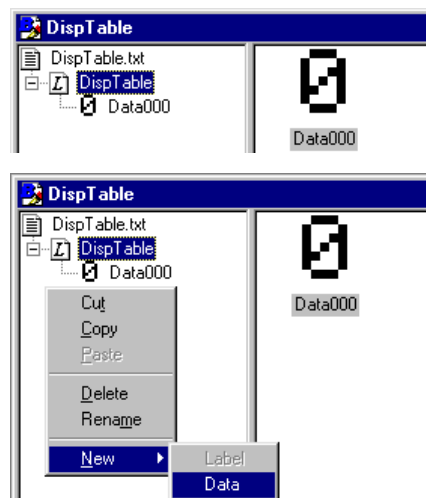 DispTable
DispTable.txt
DispTable
Data000
Data000
DispTable
DispTable.txt
DispTable
Data000
Data000
Cut
Copy
Paste
Delete
Rename
New
Label
Data